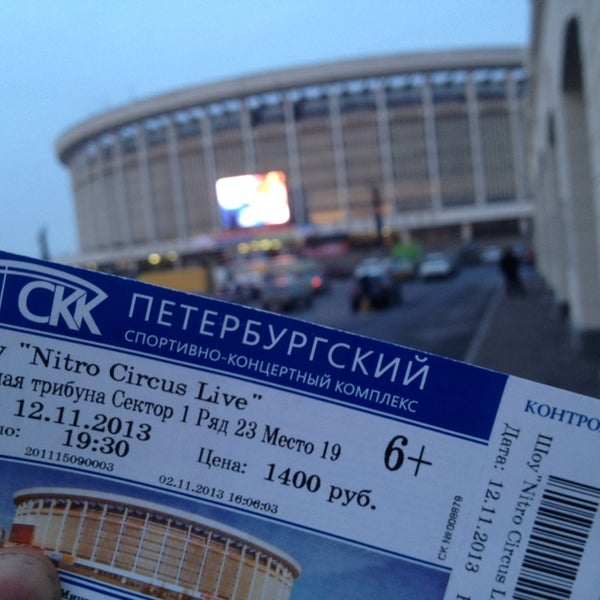 СКК
ПЕТЕРБУРГСКИЙ
СПОРТИВНО-КОНЦЕРТНЫЙ КОМПЛЕКС
"Nitro Circus Live"
трибуна Сектор 1 Ряд 23 Место 19
12.11.2013
19:30
Цена: 1400 руб.
6+
201115090003
02.11.2013 16:06:03
СК №008879
КОНТРО
Шоу "Nitro Circus L
Дата: 12.11.2013